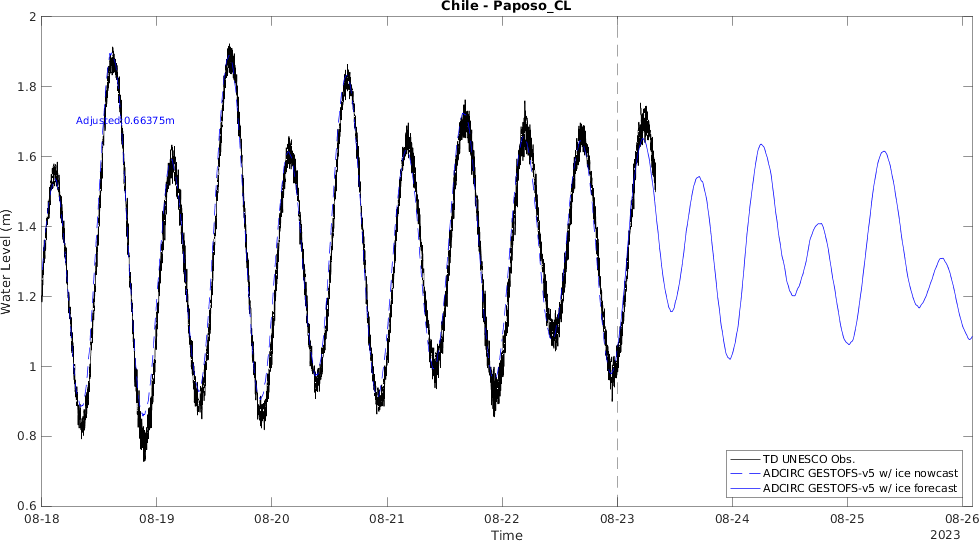 Chile - Paposo_CL
2
1.8
1.6
1.4
1.2
1
0.8
0.6
Water Level (m)
Adjusted 0.66375m
TD UNESCO Obs.
ADCIRC GESTOFS-v5 w/ ice nowcast
ADCIRC GESTOFS-v5 w/ ice forecast
08-18 08-19 08-20 08-21 08-22 08-23 08-24 08-25 08-26
Time
2023